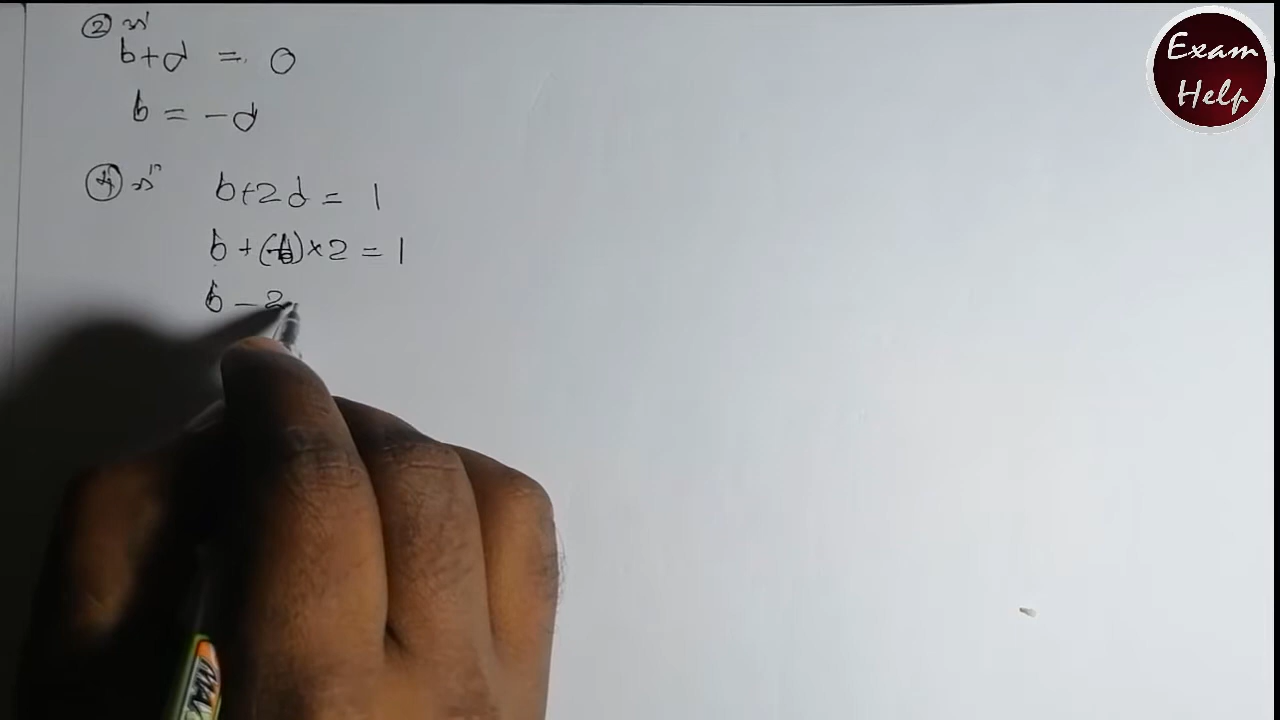 ② ന്
b+d = 0
b = -d
④ ന്
b+2d = 1
b + (-b)×2 = 1
b - 2
Exam
Help